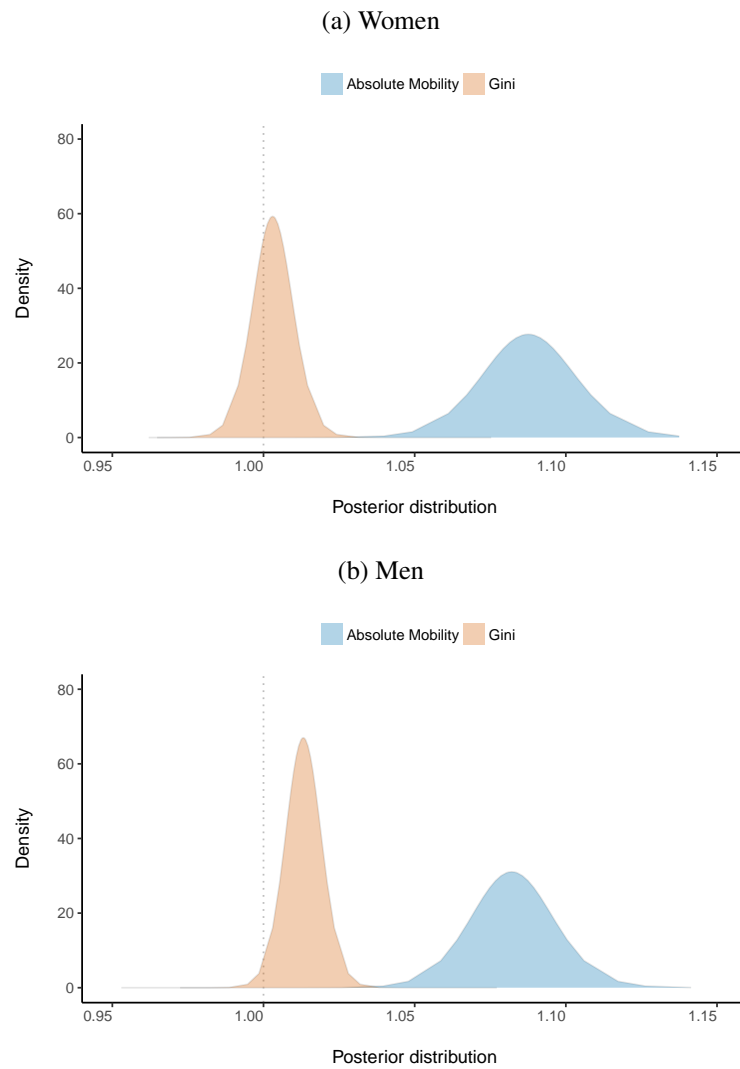 (a) Women
Absolute Mobility Gini
80
60
40
20
0
Density
0.95 1.00 1.05 1.10 1.15
Posterior distribution
(b) Men
Absolute Mobility Gini
80
60
40
20
0
Density
0.95 1.00 1.05 1.10 1.15
Posterior distribution